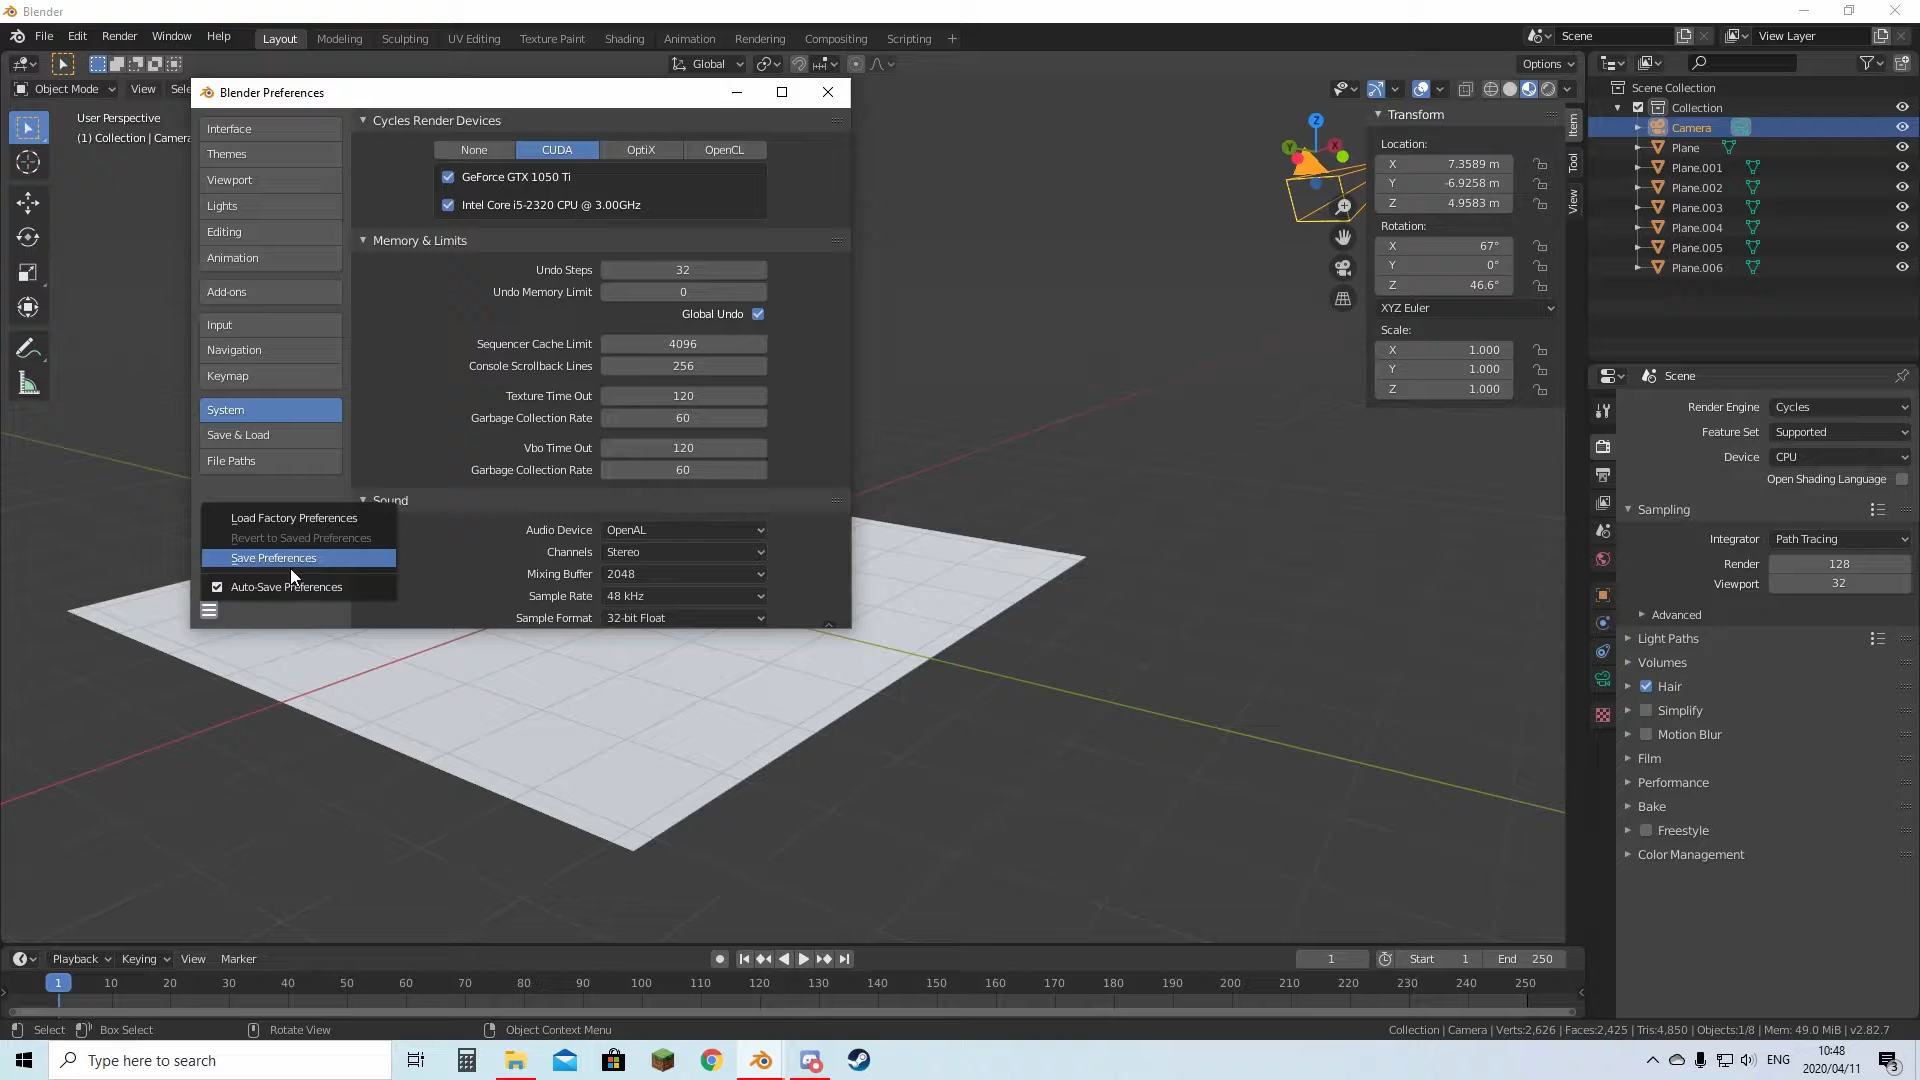 Blender
File Edit Render Window Help
Layout Modeling Sculpting UV Editing Texture Paint Shading Animation Rendering Compositing Scripting
Scene
View Layer
Global
Options
Object Mode View
User Perspective
(1) Collection | Camera
Blender Preferences
Interface
Themes
Viewport
Lights
Editing
Animation
Add-ons
Input
Navigation
Keymap
System
Save & Load
File Paths
Load Factory Preferences
Revert to Saved Preferences
Save Preferences
Auto-Save Preferences
Cycles Render Devices
None CUDA OptiX OpenCL
GeForce GTX 1050 Ti
Intel Core i5-2320 CPU @ 3.00GHz
Memory & Limits
Undo Steps 32
Undo Memory Limit 0
Global Undo
Sequencer Cache Limit 4096
Console Scrollback Lines 256
Texture Time Out 120
Garbage Collection Rate 60
Vbo Time Out 120
Garbage Collection Rate 60
Sound
Audio Device OpenAL
Channels Stereo
Mixing Buffer 2048
Sample Rate 48 kHz
Sample Format 32-bit Float
Z
Y
X
Transform
Location:
X 7.3589 m
Y -6.9258 m
Z 4.9583 m
Rotation:
X 67°
Y 0°
Z 46.6°
XYZ Euler
Scale:
X 1.000
Y 1.000
Z 1.000
Item
Tool
View
Scene Collection
Collection
Camera
Plane
Plane.001
Plane.002
Plane.003
Plane.004
Plane.005
Plane.006
Scene
Render Engine Cycles
Feature Set Supported
Device CPU
Open Shading Language
Sampling
Integrator Path Tracing
Render 128
Viewport 32
Advanced
Light Paths
Volumes
Hair
Simplify
Motion Blur
Film
Performance
Bake
Freestyle
Color Management
Playback Keying View Marker
1 Start 1 End 250
1 10 20 30 40 50 60 70 80 90 100 110 120 130 140 150 160 170 180 190 200 210 220 230 240 250
Select Box Select Rotate View Object Context Menu
Collection | Camera | Verts:2,626 | Faces:2,425 | Tris:4,850 | Objects:1/8 | Mem: 49.0 MiB | v2.82.7
Type here to search
ENG
10:48
2020/04/11
3